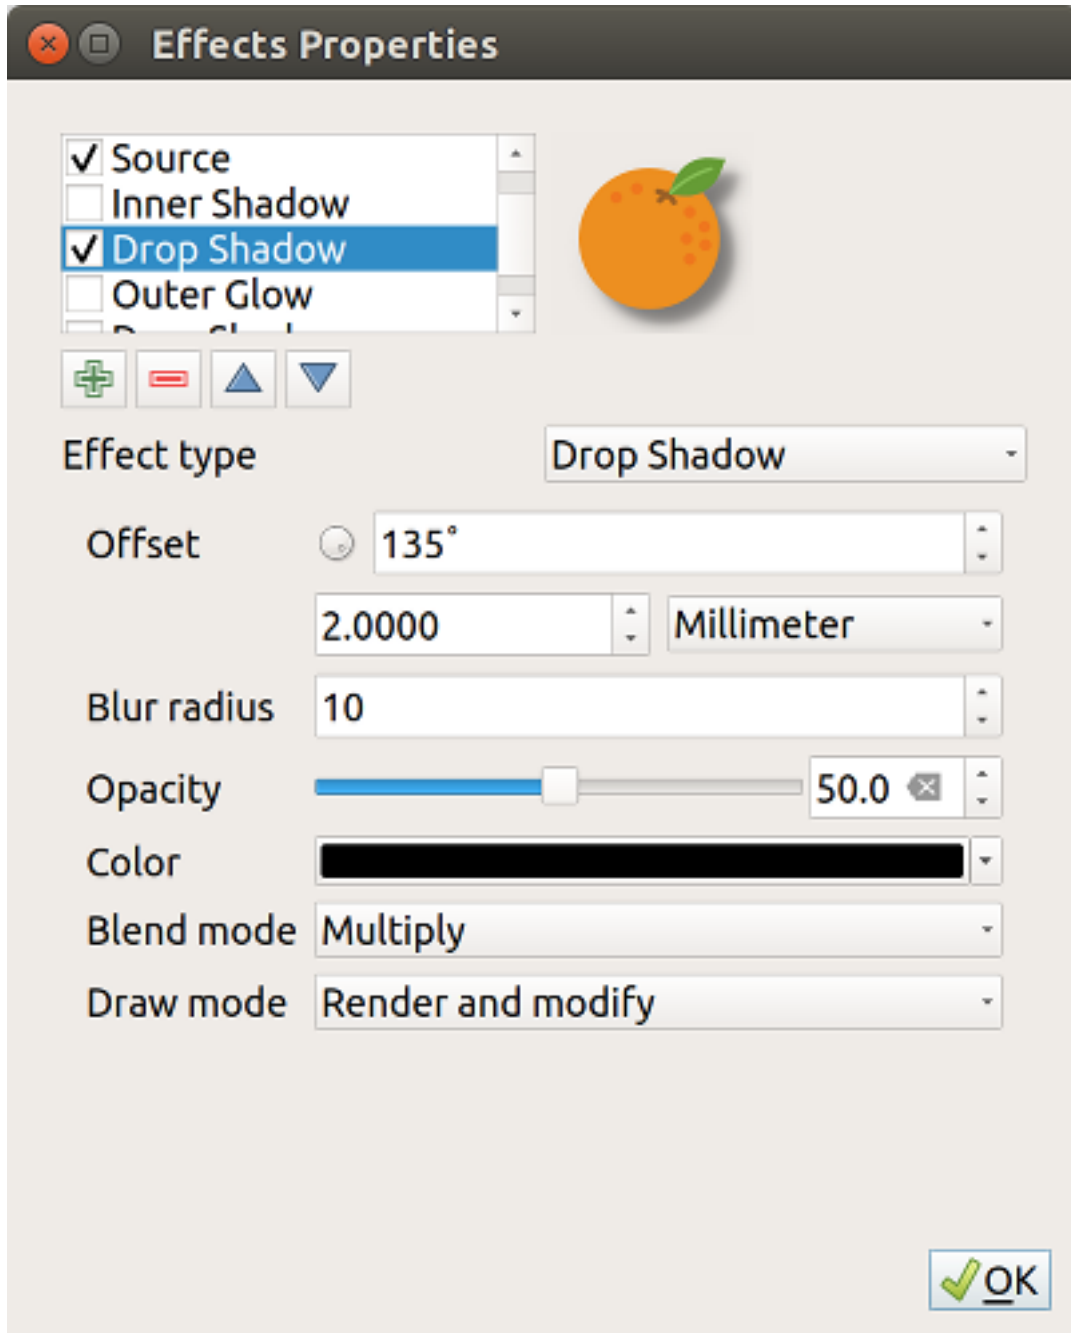 Effects Properties
Source
Inner Shadow
Drop Shadow
Outer Glow
Effect type Drop Shadow
Offset 135°
2.0000 Millimeter
Blur radius 10
Opacity 50.0
Color
Blend mode Multiply
Draw mode Render and modify
OK